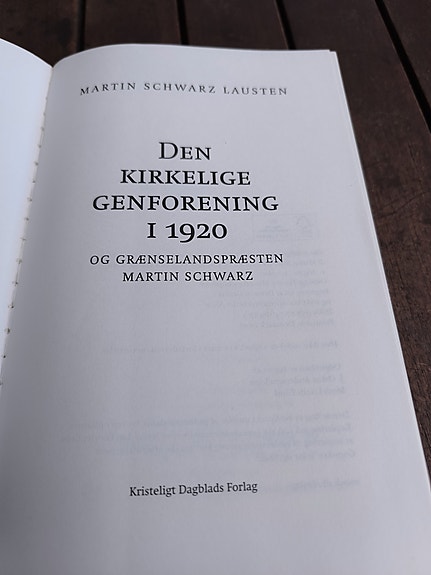 MARTIN SCHWARZ LAUSTEN
DEN
KIRKELIGE
GENFORENING
I 1920
OG GRÆNSELANDSPRÆSTEN
MARTIN SCHWARZ
Kristeligt Dagblads Forlag